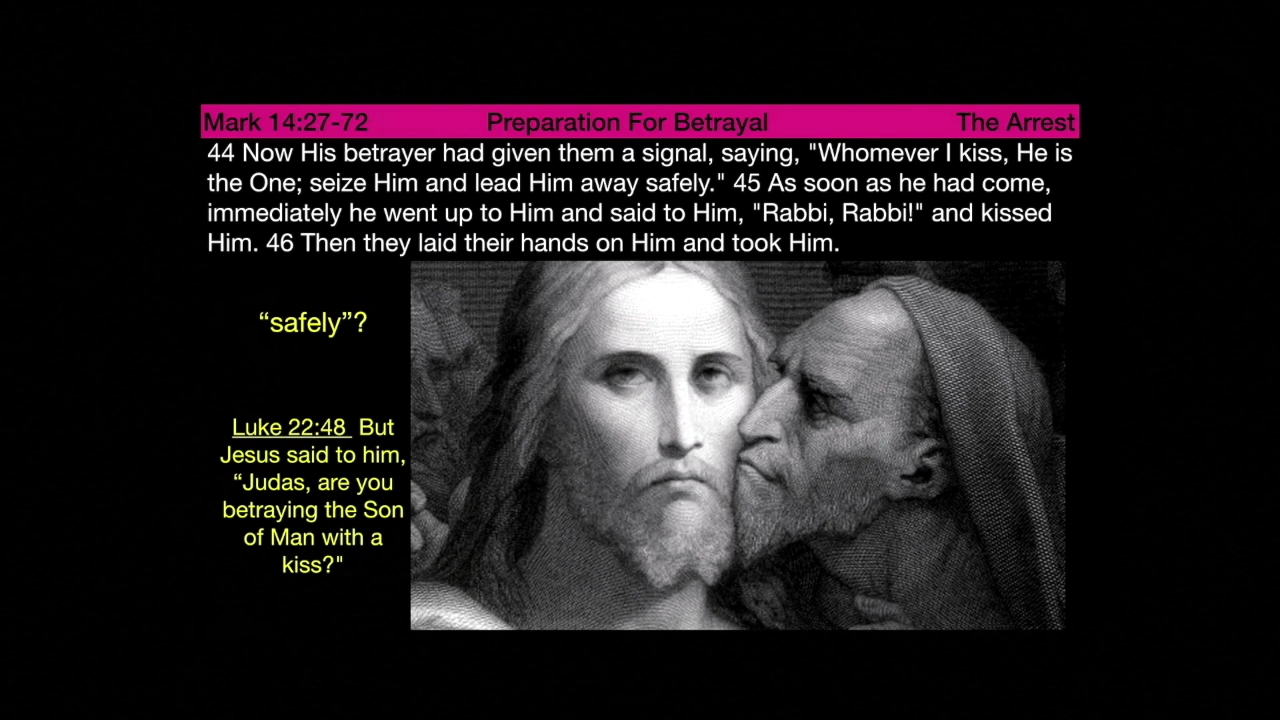 Mark 14:27-72 Preparation For Betrayal The Arrest
44 Now His betrayer had given them a signal, saying, "Whomever I kiss, He is
the One; seize Him and lead Him away safely." 45 As soon as he had come,
immediately he went up to Him and said to Him, "Rabbi, Rabbi!" and kissed
Him. 46 Then they laid their hands on Him and took Him.
“safely”?
Luke 22:48 But
Jesus said to him,
“Judas, are you
betraying the Son
of Man with a
kiss?"